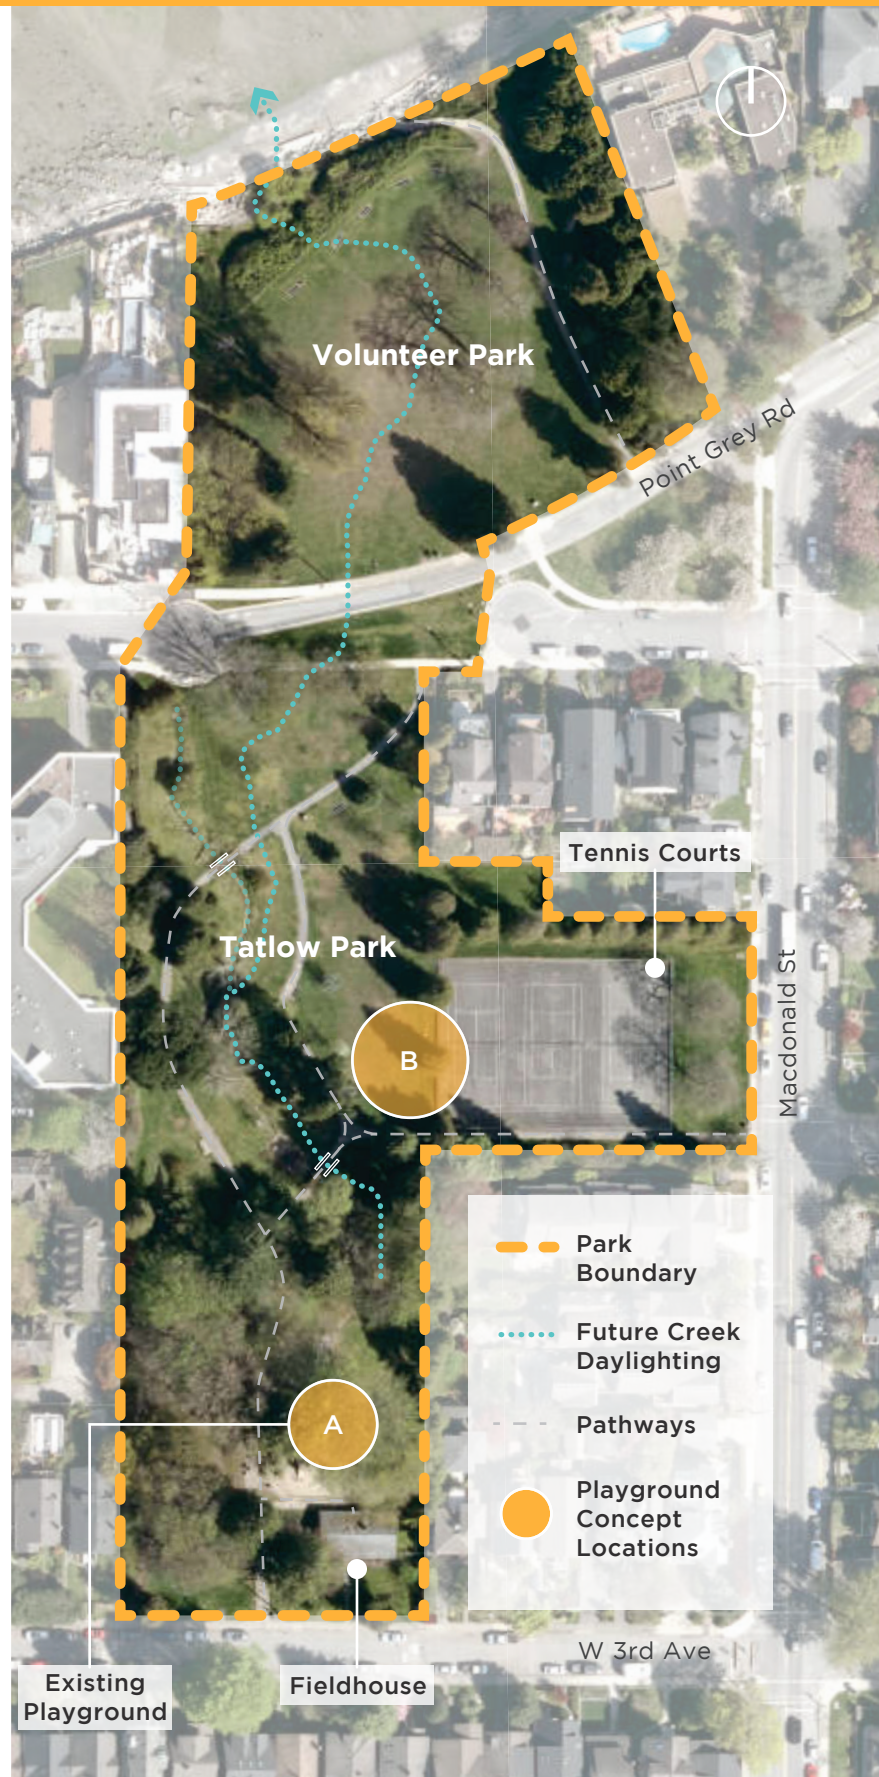 Volunteer Park
Point Grey Rd
Tennis Courts
Tatlow Park
Macdonald St
B
Park
Boundary
Future Creek
Daylighting
Pathways
Playground
Concept
Locations
A
W 3rd Ave
Existing
Playground
Fieldhouse